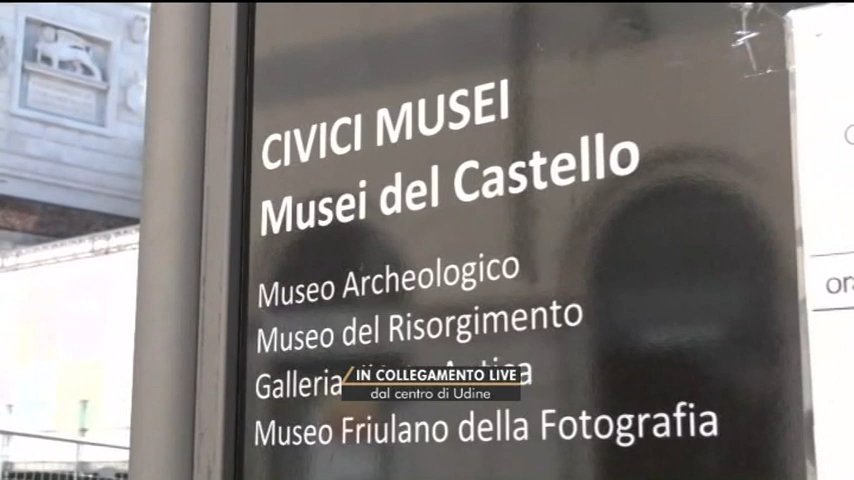 CIVICI MUSEI
Musei del Castello
Museo Archeologico
Museo del Risorgimento
Galleria
IN COLLEGAMENTO LIVE
dal centro di Udine
Museo Friulano della Fotografia